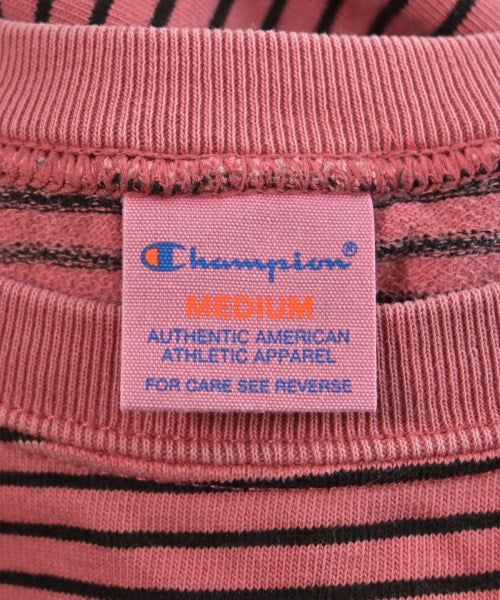 Champion®
MEDIUM
AUTHENTIC AMERICAN
ATHLETIC APPAREL
FOR CARE SEE REVERSE